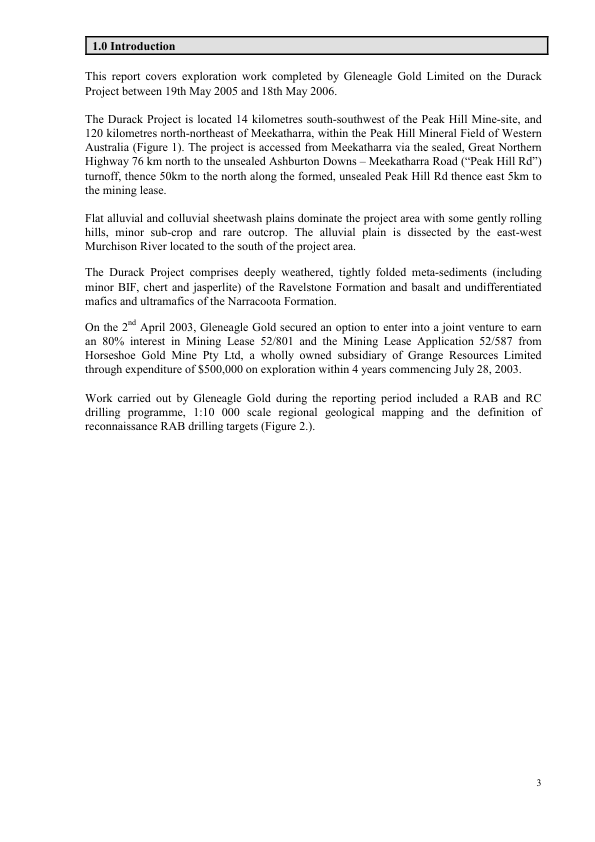 1.0 Introduction
This report covers exploration work completed by Gleneagle Gold Limited on the Durack
Project between 19th May 2005 and 18th May 2006.
The Durack Project is located 14 kilometres south-southwest of the Peak Hill Mine-site, and
120 kilometres north-northeast of Meekatharra, within the Peak Hill Mineral Field of Western
Australia (Figure 1). The project is accessed from Meekatharra via the sealed, Great Northern
Highway 76 km north to the unsealed Ashburton Downs – Meekatharra Road (“Peak Hill Rd”)
turnoff, thence 50km to the north along the formed, unsealed Peak Hill Rd thence east 5km to
the mining lease.
Flat alluvial and colluvial sheetwash plains dominate the project area with some gently rolling
hills, minor sub-crop and rare outcrop. The alluvial plain is dissected by the east-west
Murchison River located to the south of the project area.
The Durack Project comprises deeply weathered, tightly folded meta-sediments (including
minor BIF, chert and jasperlite) of the Ravelstone Formation and basalt and undifferentiated
mafics and ultramafics of the Narracoota Formation.
On the 2nd April 2003, Gleneagle Gold secured an option to enter into a joint venture to earn
an 80% interest in Mining Lease 52/801 and the Mining Lease Application 52/587 from
Horseshoe Gold Mine Pty Ltd, a wholly owned subsidiary of Grange Resources Limited
through expenditure of $500,000 on exploration within 4 years commencing July 28, 2003.
Work carried out by Gleneagle Gold during the reporting period included a RAB and RC
drilling programme, 1:10 000 scale regional geological mapping and the definition of
reconnaissance RAB drilling targets (Figure 2.).
3